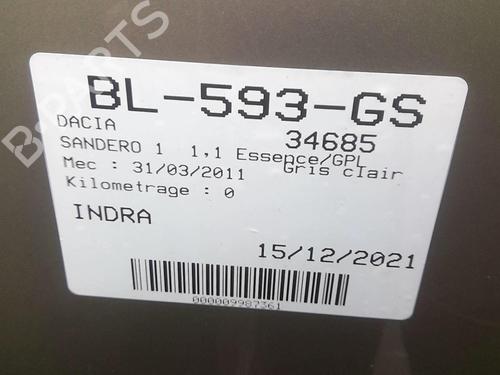 BL-593-GS
DACIA 34685
SANDERO 1 1,1 Essence/GPL
Mec : 31/03/2011 Gris clair
Kilometrage : 0
INDRA
15/12/2021
000009987361